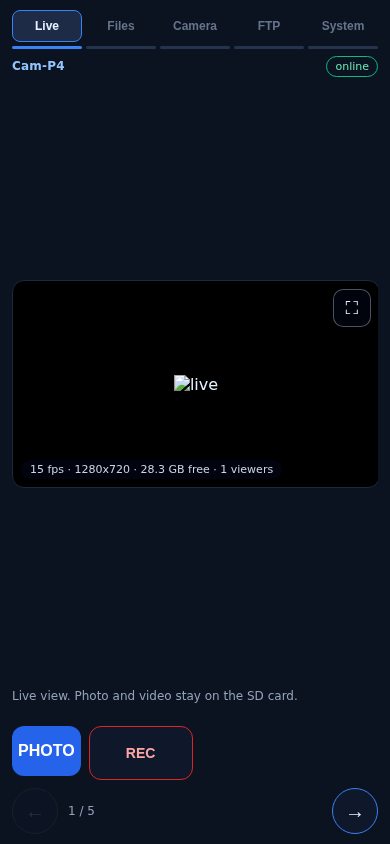 Live Files Camera FTP System
Cam-P4 online
live
15 fps · 1280x720 · 28.3 GB free · 1 viewers
Live view. Photo and video stay on the SD card.
PHOTO REC
← 1 / 5 →